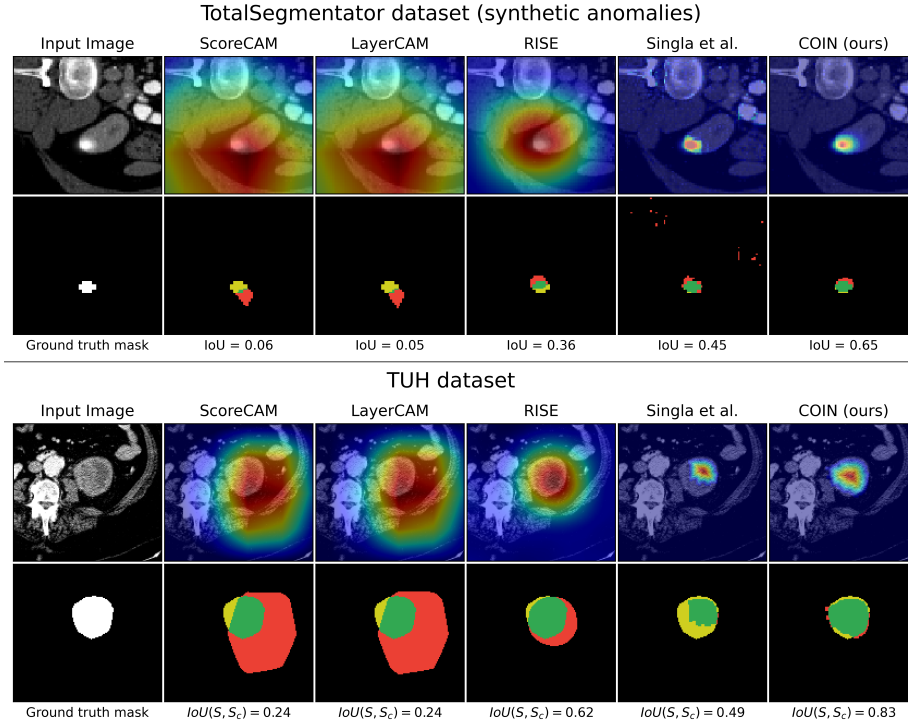 TotalSegmentator dataset (synthetic anomalies)
Input Image ScoreCAM LayerCAM RISE Singla et al. COIN (ours)
Ground truth mask IoU = 0.06 IoU = 0.05 IoU = 0.36 IoU = 0.45 IoU = 0.65
TUH dataset
Input Image ScoreCAM LayerCAM RISE Singla et al. COIN (ours)
Ground truth mask IoU(S, S_c) = 0.24 IoU(S, S_c) = 0.24 IoU(S, S_c) = 0.62 IoU(S, S_c) = 0.49 IoU(S, S_c) = 0.83